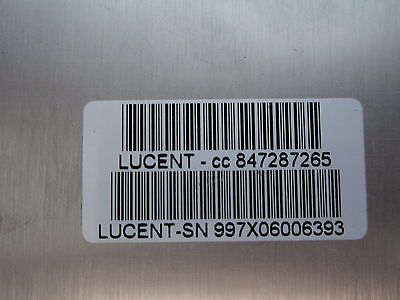 LUCENT - cc 847287265
LUCENT-SN 997X06006393